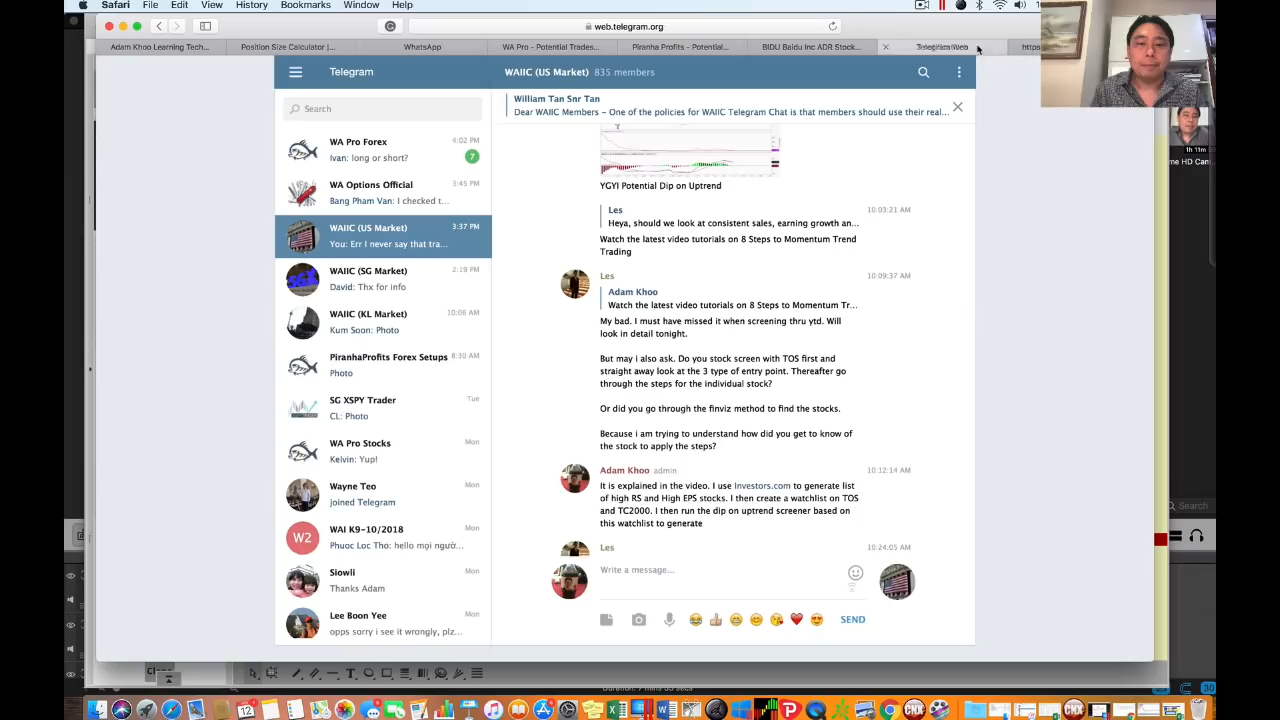 Safari File Edit View History Bookmarks Window Help
web.telegram.org
Adam Khoo Learning Tech...
Position Size Calculator |...
WhatsApp
WA Pro - Potential Trades...
Piranha Profits - Potential...
BIDU Baidu Inc ADR Stock...
Telegram Web
https
Telegram
WAIIC (US Market) 835 members
Search
William Tan Snr Tan
Dear WAIIC Members – One of the policies for WAIIC Telegram Chat is that members should use their real...
WA Pro Forex 4:02 PM
Ivan: long or short? 7
WA Options Official 3:45 PM
Bang Pham Van: I checked t...
WAIIC (US Market) 3:37 PM
You: Err I never say that tra...
WAIIC (SG Market) 2:19 PM
David: Thx for info
WAIIC (KL Market) 10:06 AM
Kum Soon: Photo
PiranhaProfits Forex Setups 8:30 AM
Photo
SG XSPY Trader Tue
CL: Photo
WA Pro Stocks Mon
Kelvin: Yup!
Wayne Teo Mon
joined Telegram
WAI K9-10/2018 Mon
W2
Phuoc Loc Tho: hello mọi ngườ...
Siowli Mon
Thanks Adam
Lee Boon Yee Mon
opps sorry i see it wrongly, plz...
YGYI Potential Dip on Uptrend
Les 10:03:21 AM
Heya, should we look at consistent sales, earning growth an...
Watch the latest video tutorials on 8 Steps to Momentum Trend
Trading
Les 10:09:37 AM
Adam Khoo
Watch the latest video tutorials on 8 Steps to Momentum Tr...
My bad. I must have missed it when screening thru ytd. Will
look in detail tonight.
But may i also ask. Do you stock screen with TOS first and
straight away look at the 3 type of entry point. Thereafter go
through the steps for the individual stock?
Or did you go through the finviz method to find the stocks.
Because i am trying to understand how did you get to know of
the stock to apply the steps?
Adam Khoo admin 10:12:14 AM
It is explained in the video. I use Investors.com to generate list
of high RS and High EPS stocks. I then create a watchlist on TOS
and TC2000. I then run the dip on uptrend screener based on
this watchlist to generate
Les 10:24:05 AM
Write a message...
SEND
1h 11m
me HD Cam
Search
Duration: 7 mins 35 secs
30
12
CNX
CNX